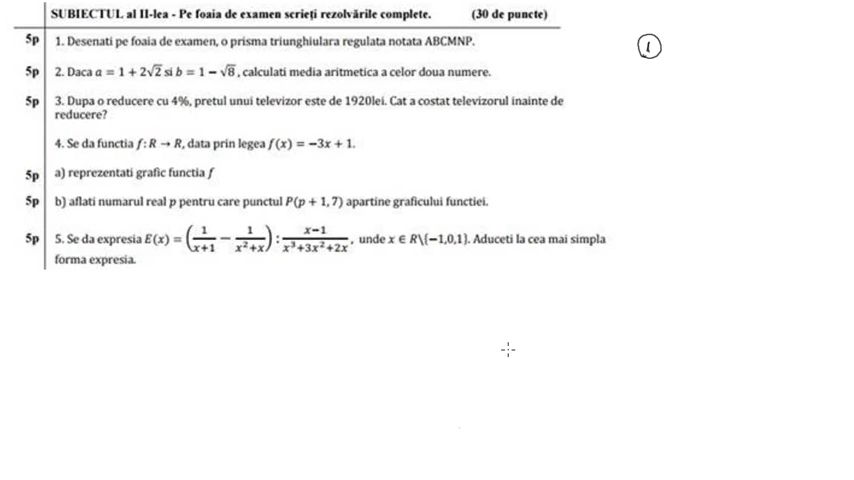 SUBIECTUL al II-lea - Pe foaia de examen scrieți rezolvările complete. (30 de puncte)
5p 1. Desenati pe foaia de examen, o prisma triunghiulara regulata notata ABCMNP.
①
5p 2. Daca a = 1 + 2√2 si b = 1 − √8, calculati media aritmetica a celor doua numere.
5p 3. Dupa o reducere cu 4%, pretul unui televizor este de 1920lei. Cat a costat televizorul inainte de
reducere?
4. Se da functia f: R → R, data prin legea f(x) = −3x + 1.
5p a) reprezentati grafic functia f
5p b) aflati numarul real p pentru care punctul P(p + 1, 7) apartine graficului functiei.
5p 5. Se da expresia E(x) = (1/(x+1) − 1/(x²+x)) : (x−1)/(x³+3x²+2x), unde x ∈ R\{−1,0,1}. Aduceti la cea mai simpla
forma expresia.